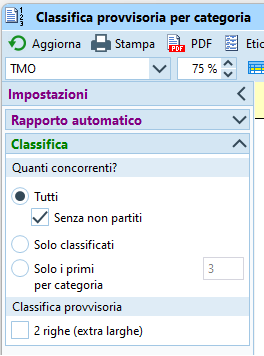 Classifica provvisoria per categoria
Aggiorna Stampa PDF Etic
TMO 75 %
Impostazioni
Rapporto automatico
Classifica
Quanti concorrenti?
Tutti
Senza non partiti
Solo classificati
Solo i primi 3
per categoria
Classifica provvisoria
2 righe (extra larghe)